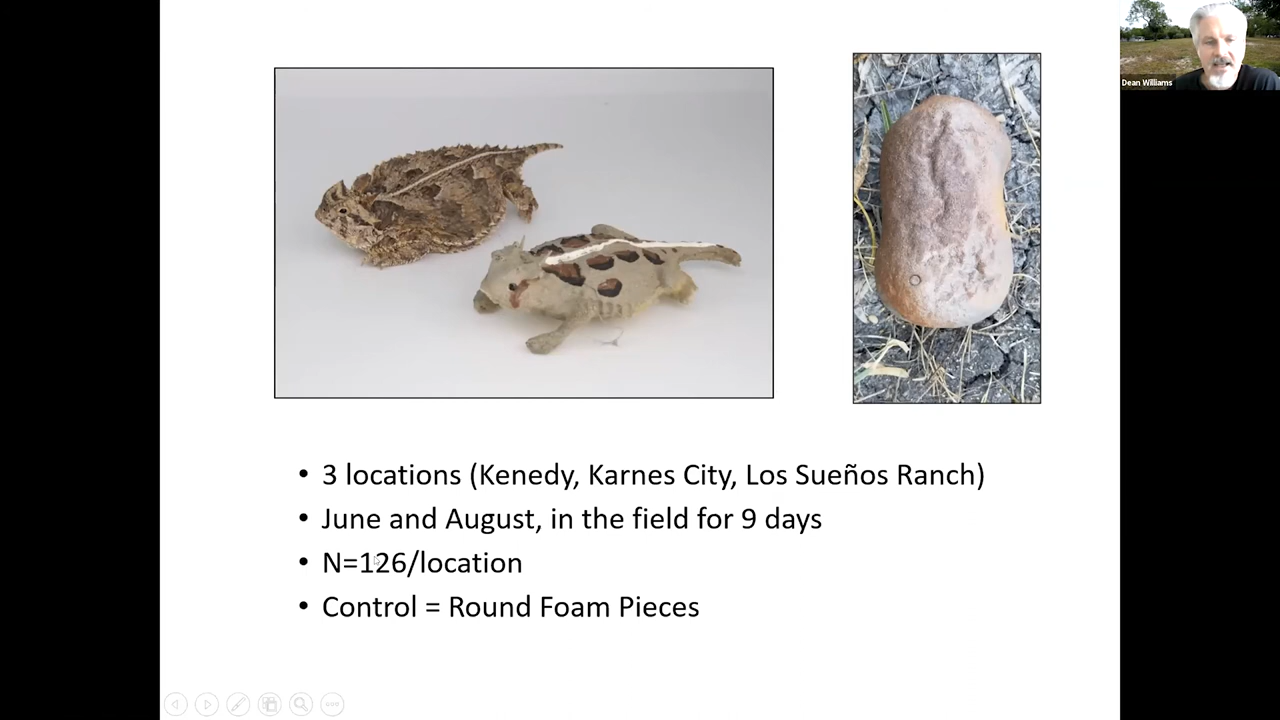 Dean Williams
• 3 locations (Kenedy, Karnes City, Los Sueños Ranch)
• June and August, in the field for 9 days
• N=126/location
• Control = Round Foam Pieces